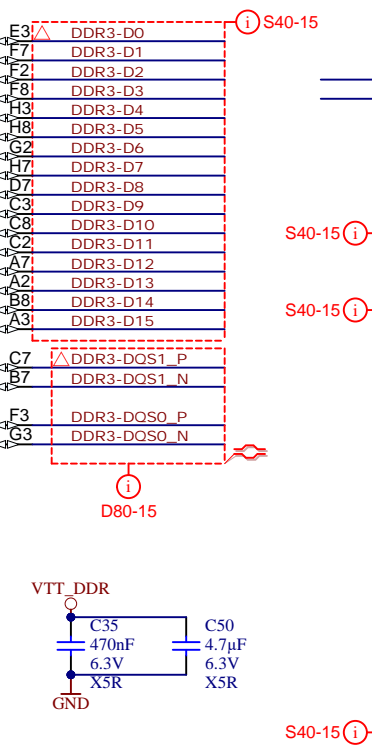 S40-15
E3 DDR3-D0
F7 DDR3-D1
F2 DDR3-D2
F8 DDR3-D3
H3 DDR3-D4
H8 DDR3-D5
G2 DDR3-D6
H7 DDR3-D7
D7 DDR3-D8
C3 DDR3-D9
C8 DDR3-D10
C2 DDR3-D11
A7 DDR3-D12
A2 DDR3-D13
B8 DDR3-D14
A3 DDR3-D15
S40-15
S40-15
C7 DDR3-DQS1_P
B7 DDR3-DQS1_N
F3 DDR3-DQS0_P
G3 DDR3-DQS0_N
i
D80-15
VTT_DDR
C35
470nF
6.3V
X5R
C50
4.7µF
6.3V
X5R
GND
S40-15